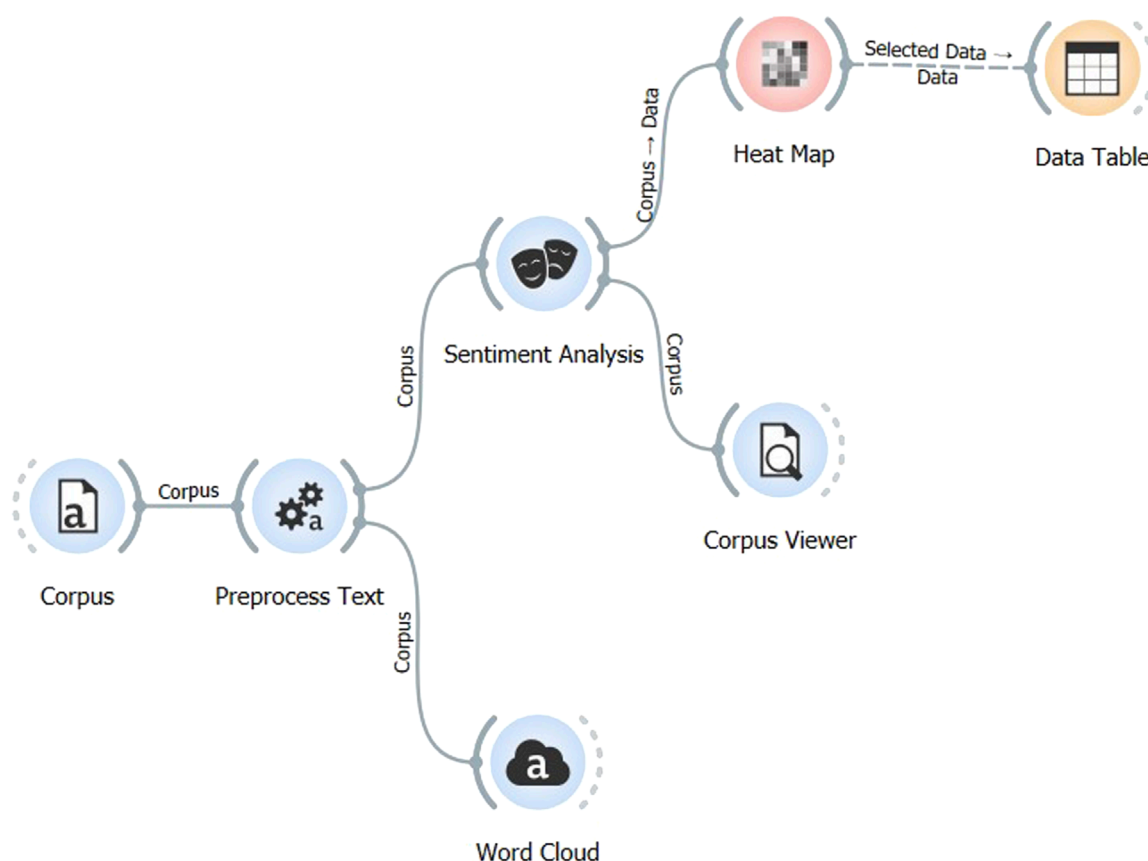 Selected Data →
Data
Heat Map
Data Table
Corpus → Data
Sentiment Analysis
Corpus
Corpus
Corpus Viewer
a
Corpus
a
Corpus
Preprocess Text
Corpus
a
Word Cloud